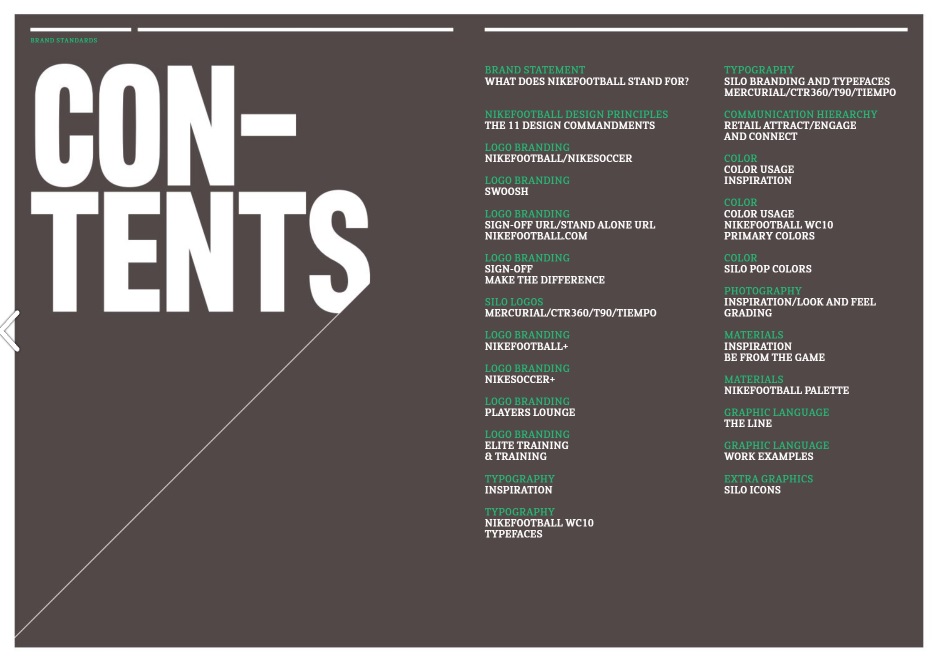 BRAND STANDARDS
CON-
TENTS
BRAND STATEMENT
WHAT DOES NIKEFOOTBALL STAND FOR?
NIKEFOOTBALL DESIGN PRINCIPLES
THE 11 DESIGN COMMANDMENTS
LOGO BRANDING
NIKEFOOTBALL/NIKESOCCER
LOGO BRANDING
SWOOSH
LOGO BRANDING
SIGN-OFF URL/STAND ALONE URL
NIKEFOOTBALL.COM
LOGO BRANDING
SIGN-OFF
MAKE THE DIFFERENCE
SILO LOGOS
MERCURIAL/CTR360/T90/TIEMPO
LOGO BRANDING
NIKEFOOTBALL+
LOGO BRANDING
NIKESOCCER+
LOGO BRANDING
PLAYERS LOUNGE
LOGO BRANDING
ELITE TRAINING
& TRAINING
TYPOGRAPHY
INSPIRATION
TYPOGRAPHY
NIKEFOOTBALL WC10
TYPEFACES
TYPOGRAPHY
SILO BRANDING AND TYPEFACES
MERCURIAL/CTR360/T90/TIEMPO
COMMUNICATION HIERARCHY
RETAIL ATTRACT/ENGAGE
AND CONNECT
COLOR
COLOR USAGE
INSPIRATION
COLOR
COLOR USAGE
NIKEFOOTBALL WC10
PRIMARY COLORS
COLOR
SILO POP COLORS
PHOTOGRAPHY
INSPIRATION/LOOK AND FEEL
GRADING
MATERIALS
INSPIRATION
BE FROM THE GAME
MATERIALS
NIKEFOOTBALL PALETTE
GRAPHIC LANGUAGE
THE LINE
GRAPHIC LANGUAGE
WORK EXAMPLES
EXTRA GRAPHICS
SILO ICONS